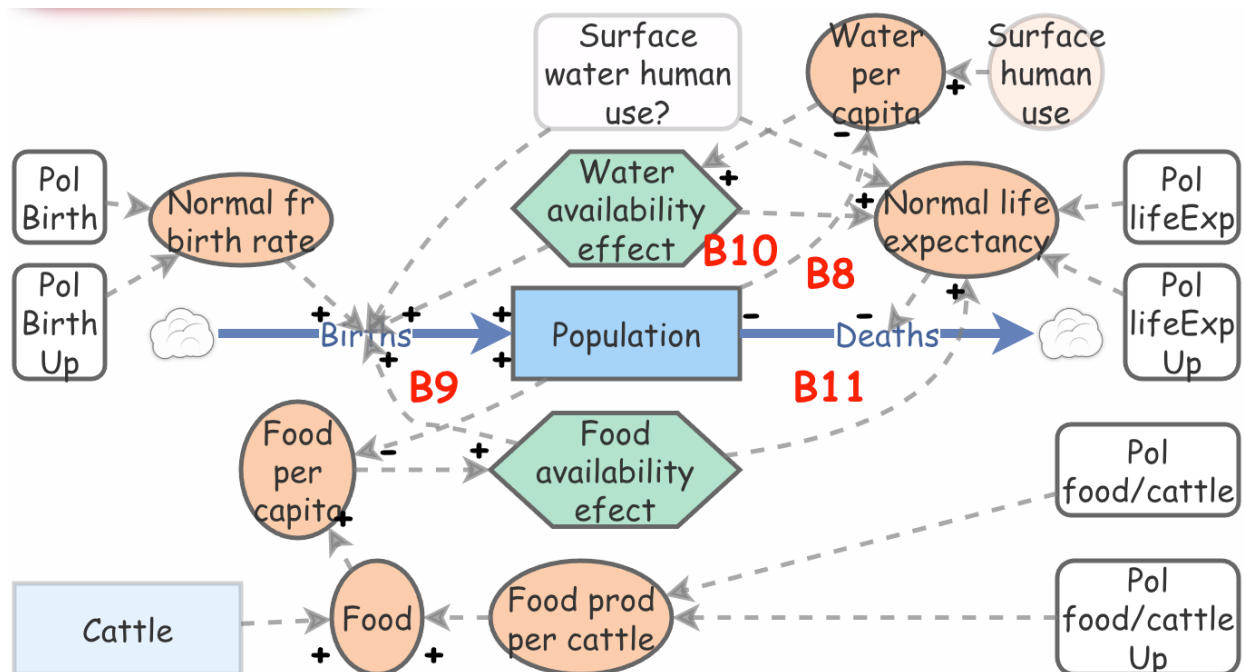 Surface
water human
use?
Water
per
capita
Surface
human
use
+
-
Pol
Birth
Normal fr
birth rate
Water
availability
effect
+
+
Normal life
expectancy
Pol
lifeExp
B10
B8
Pol
Birth
Up
+
+
+
Births
Population
-
-
Deaths
+
Pol
lifeExp
Up
+
+
B9
B11
Food
per
capita
-
+
+
Food
availability
efect
Pol
food/cattle
Cattle
Food
+
+
Food prod
per cattle
Pol
food/cattle
Up